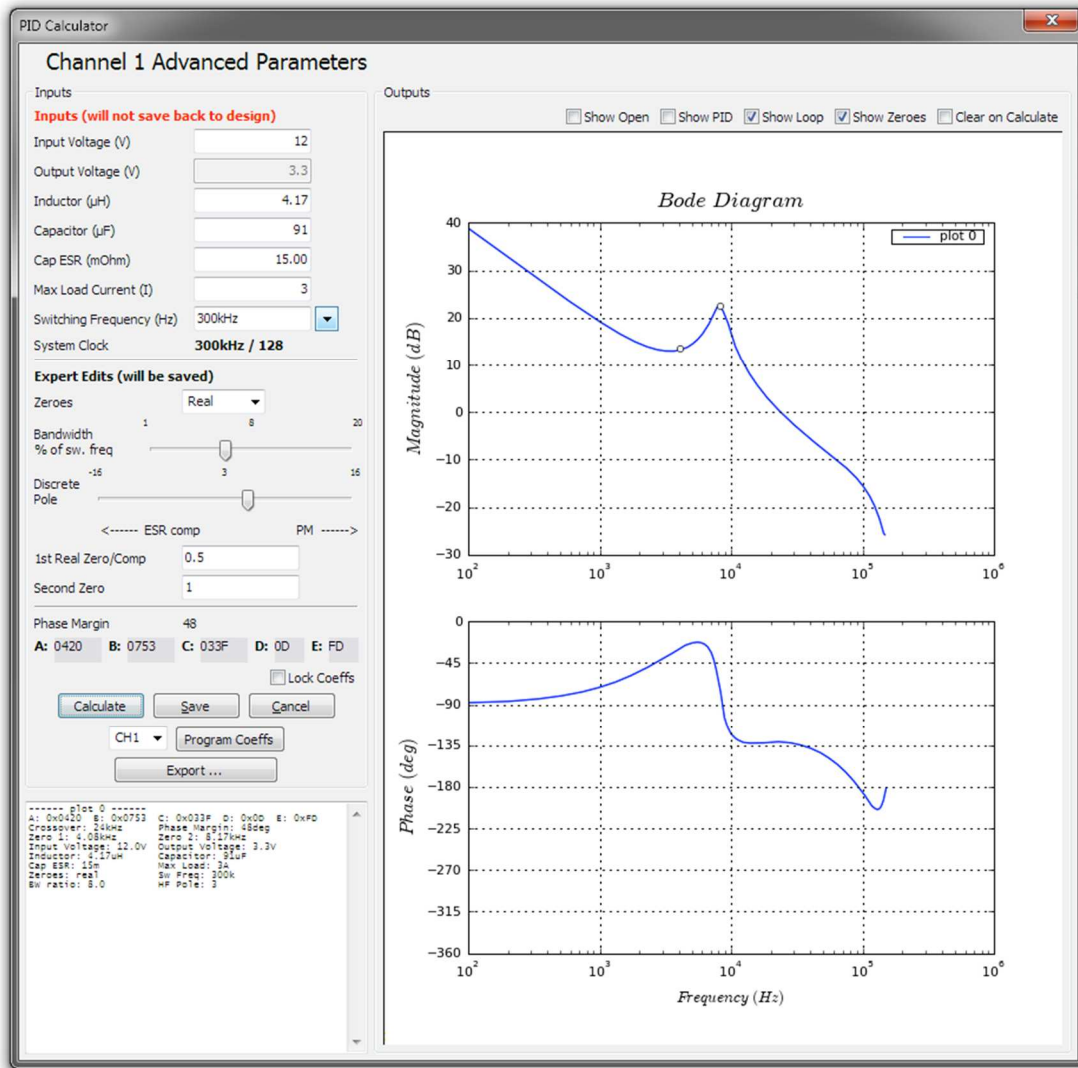 PID Calculator
Channel 1 Advanced Parameters
Inputs
Inputs (will not save back to design)
Input Voltage (V) 12
Output Voltage (V) 3.3
Inductor (µH) 4.17
Capacitor (µF) 91
Cap ESR (mOhm) 15.00
Max Load Current (I) 3
Switching Frequency (Hz) 300kHz
System Clock 300kHz / 128
Expert Edits (will be saved)
Zeroes Real
1 8 20
Bandwidth
% of sw. freq
-16 3 16
Discrete
Pole
<------ ESR comp PM ------>
1st Real Zero/Comp 0.5
Second Zero 1
Phase Margin 48
A: 0420 B: 0753 C: 033F D: 0D E: FD
Lock Coeffs
Calculate Save Cancel
CH1 Program Coeffs
Export ...
------ plot 0 ------
A: 0x0420 B: 0x0753 C: 0x033F D: 0x0D E: 0xFD
Crossover: 24kHz Phase Margin: 48deg
Zero 1: 4.08kHz Zero 2: 8.17kHz
Input Voltage: 12.0V Output Voltage: 3.3V
Inductor: 4.17uH Capacitor: 91uF
Cap ESR: 15m Max Load: 3A
Zeroes: real Sw Freq: 300k
BW ratio: 8.0 HF Pole: 3
Outputs
Show Open Show PID Show Loop Show Zeroes Clear on Calculate
Bode Diagram
plot 0
Magnitude (dB)
40
30
20
10
0
−10
−20
−30
10² 10³ 10⁴ 10⁵ 10⁶
Phase (deg)
0
−45
−90
−135
−180
−225
−270
−315
−360
10² 10³ 10⁴ 10⁵ 10⁶
Frequency (Hz)